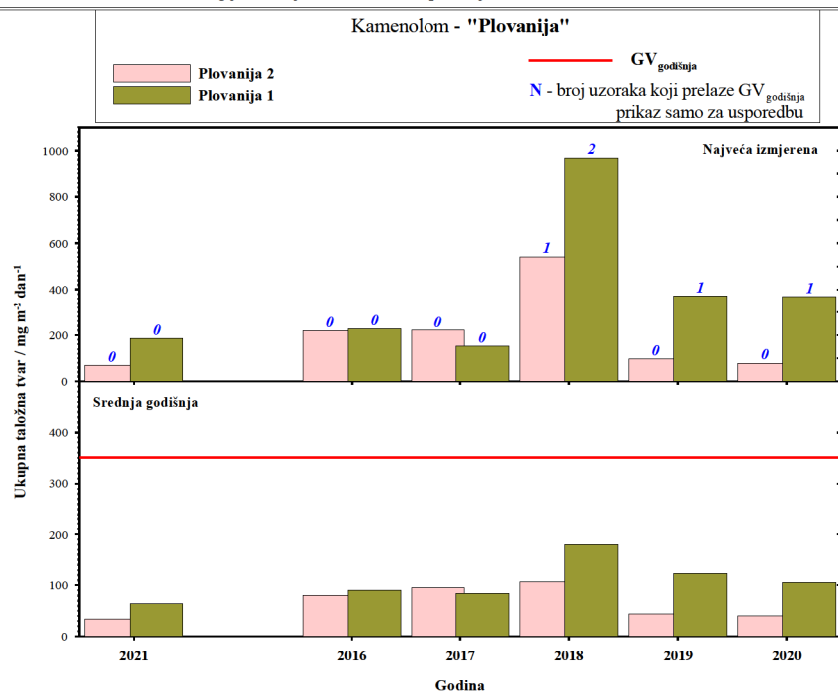 Kamenolom - "Plovanija"
Plovanija 2
Plovanija 1
GVgodišnja
N - broj uzoraka koji prelaze GVgodišnja
prikaz samo za usporedbu
Najveća izmjerena
1000
800
600
400
200
0
0
0
0
0
0
0
1
2
0
1
0
1
Ukupna taložna tvar / mg m⁻² dan⁻¹
Srednja godišnja
400
300
200
100
0
2021
2016
2017
2018
2019
2020
Godina